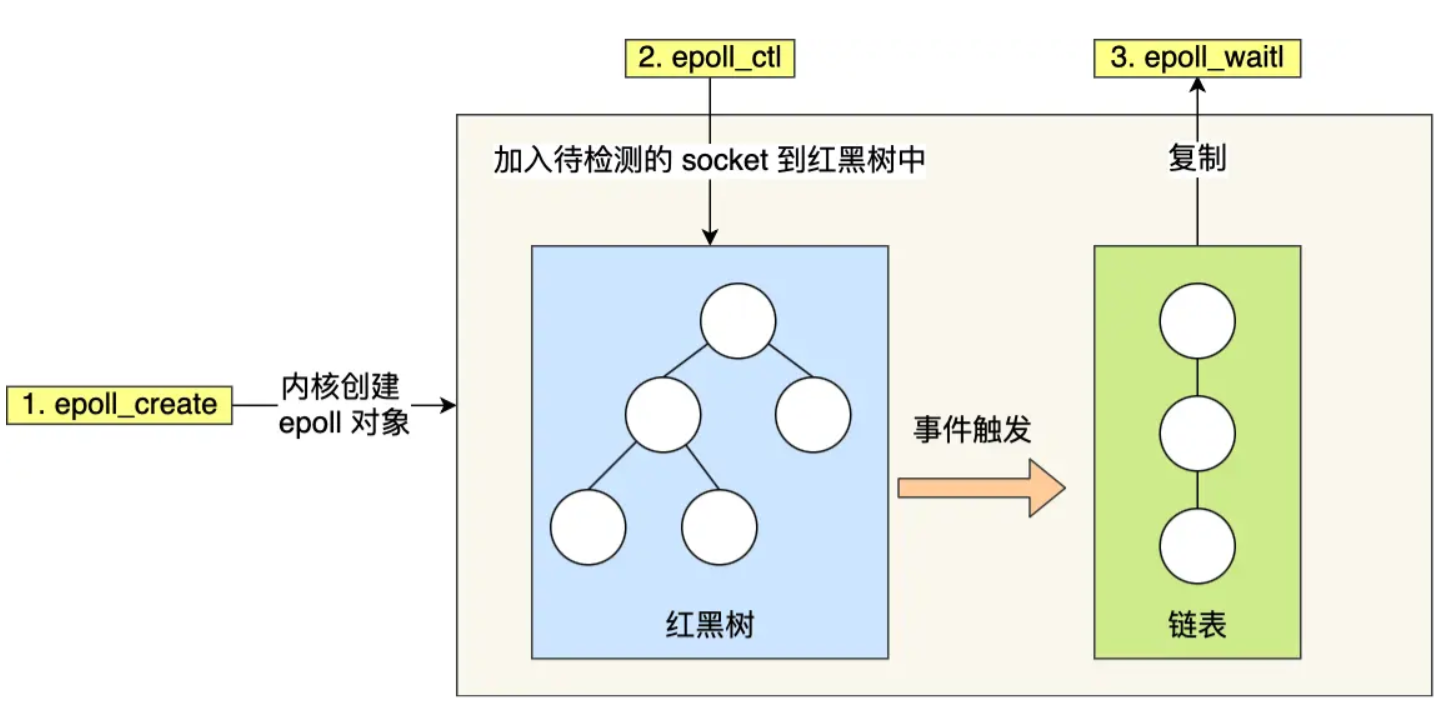 2. epoll_ctl
3. epoll_waitl
加入待检测的 socket 到红黑树中
复制
1. epoll_create
内核创建
epoll 对象
事件触发
红黑树
链表